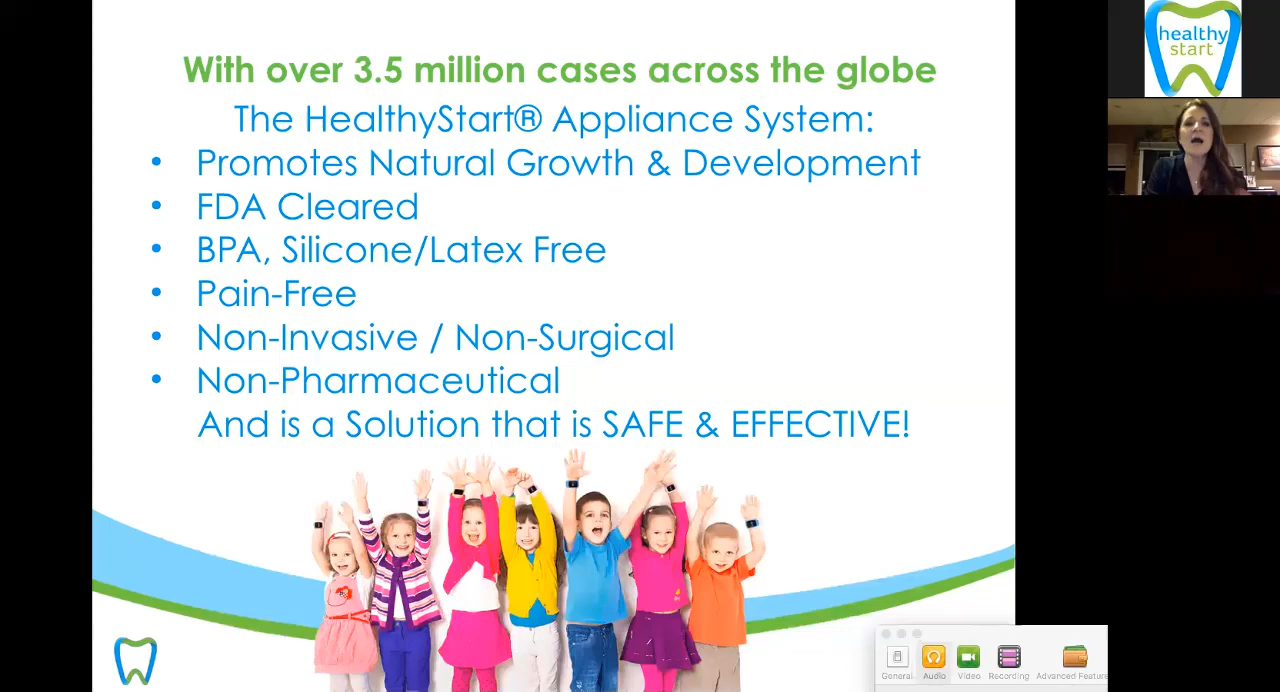 With over 3.5 million cases across the globe
The HealthyStart® Appliance System:
• Promotes Natural Growth & Development
• FDA Cleared
• BPA, Silicone/Latex Free
• Pain-Free
• Non-Invasive / Non-Surgical
• Non-Pharmaceutical
And is a Solution that is SAFE & EFFECTIVE!
healthy
start
General Audio Video Recording Advanced Feature